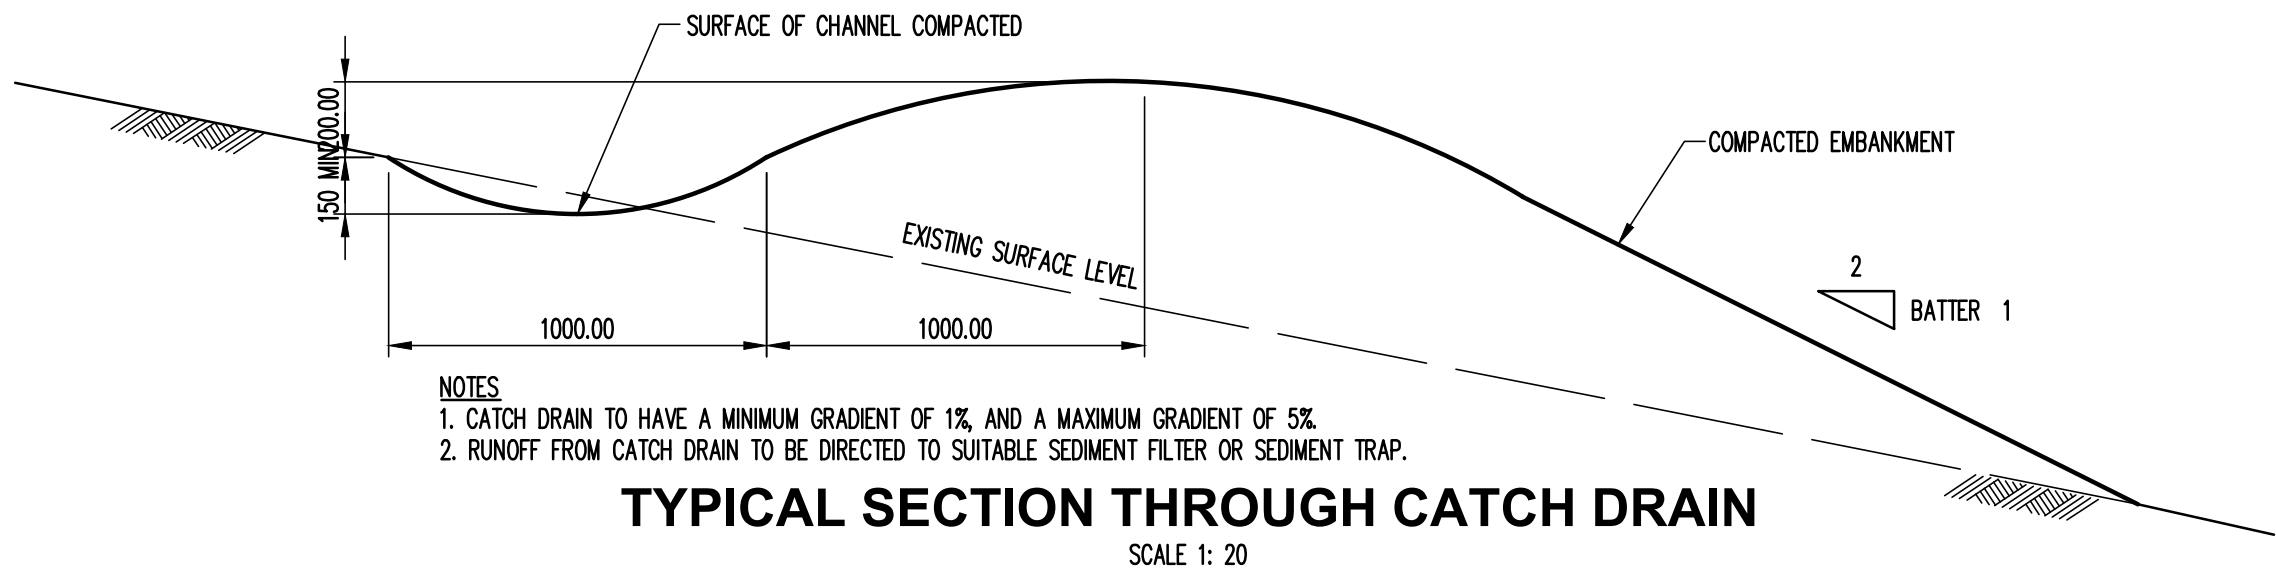 SURFACE OF CHANNEL COMPACTED
200.00
150 MIN
COMPACTED EMBANKMENT
EXISTING SURFACE LEVEL
2
BATTER 1
1000.00
1000.00
NOTES
1. CATCH DRAIN TO HAVE A MINIMUM GRADIENT OF 1%, AND A MAXIMUM GRADIENT OF 5%.
2. RUNOFF FROM CATCH DRAIN TO BE DIRECTED TO SUITABLE SEDIMENT FILTER OR SEDIMENT TRAP.
TYPICAL SECTION THROUGH CATCH DRAIN
SCALE 1: 20